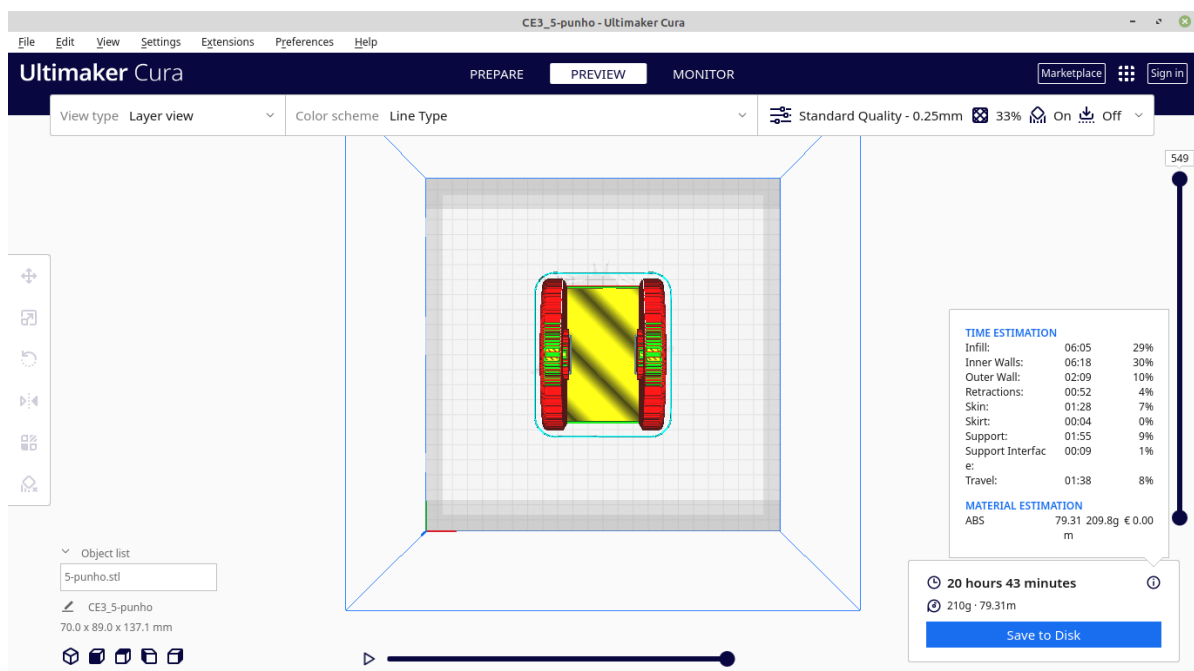 CE3_5-punho - Ultimaker Cura
File Edit View Settings Extensions Preferences Help
Ultimaker Cura PREPARE PREVIEW MONITOR Marketplace Sign in
View type Layer view Color scheme Line Type Standard Quality - 0.25mm 33% On Off
549
TIME ESTIMATION
Infill: 06:05 29%
Inner Walls: 06:18 30%
Outer Wall: 02:09 10%
Retractions: 00:52 4%
Skin: 01:28 7%
Skirt: 00:04 0%
Support: 01:55 9%
Support Interfac 00:09 1%
e:
Travel: 01:38 8%
MATERIAL ESTIMATION
ABS 79.31 209.8g € 0.00
m
Object list
5-punho.stl
CE3_5-punho
70.0 x 89.0 x 137.1 mm
20 hours 43 minutes
210g · 79.31m
Save to Disk